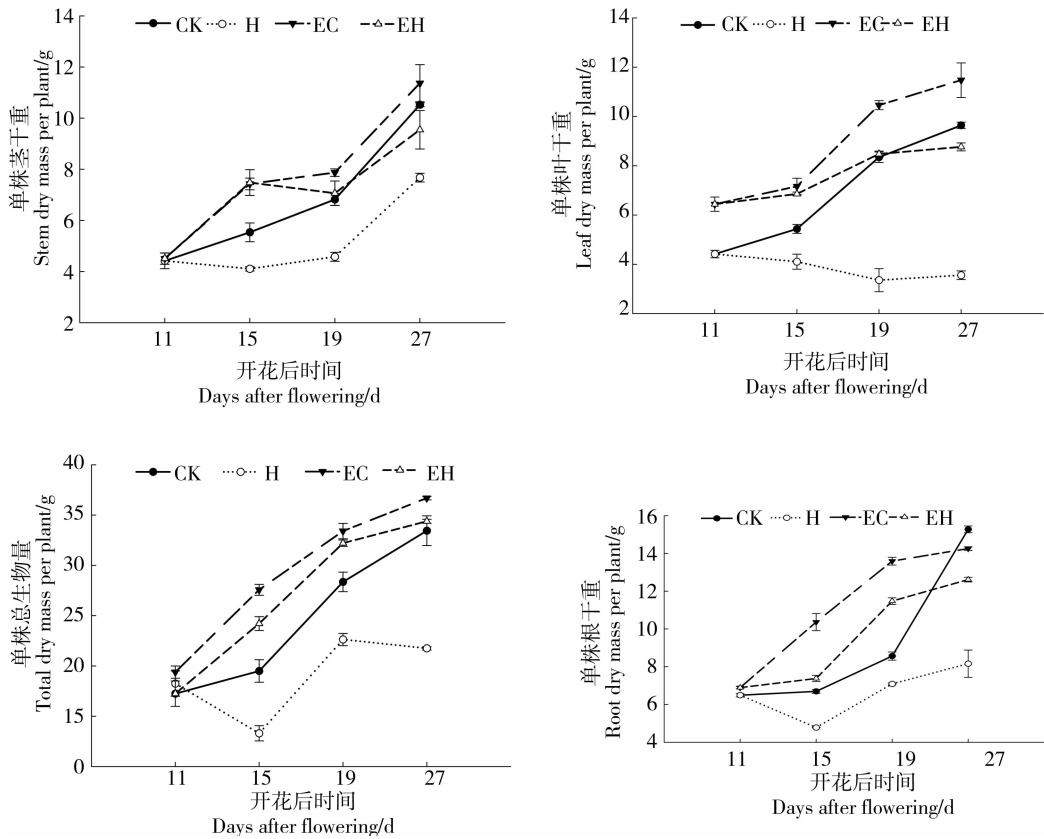 14
12
10
8
6
4
2
CK H EC EH
单株茎干重
Stem dry mass per plant/g
11 15 19 27
开花后时间
Days after flowering/d
14
12
10
8
6
4
2
CK H EC EH
单株叶干重
Leaf dry mass per plant/g
11 15 19 27
开花后时间
Days after flowering/d
40
35
30
25
20
15
0
CK H EC EH
单株总生物量
Total dry mass per plant/g
11 15 19 27
开花后时间
Days after flowering/d
16
14
12
10
8
6
4
CK H EC EH
单株根干重
Root dry mass per plant/g
11 15 19 27
开花后时间
Days after flowering/d